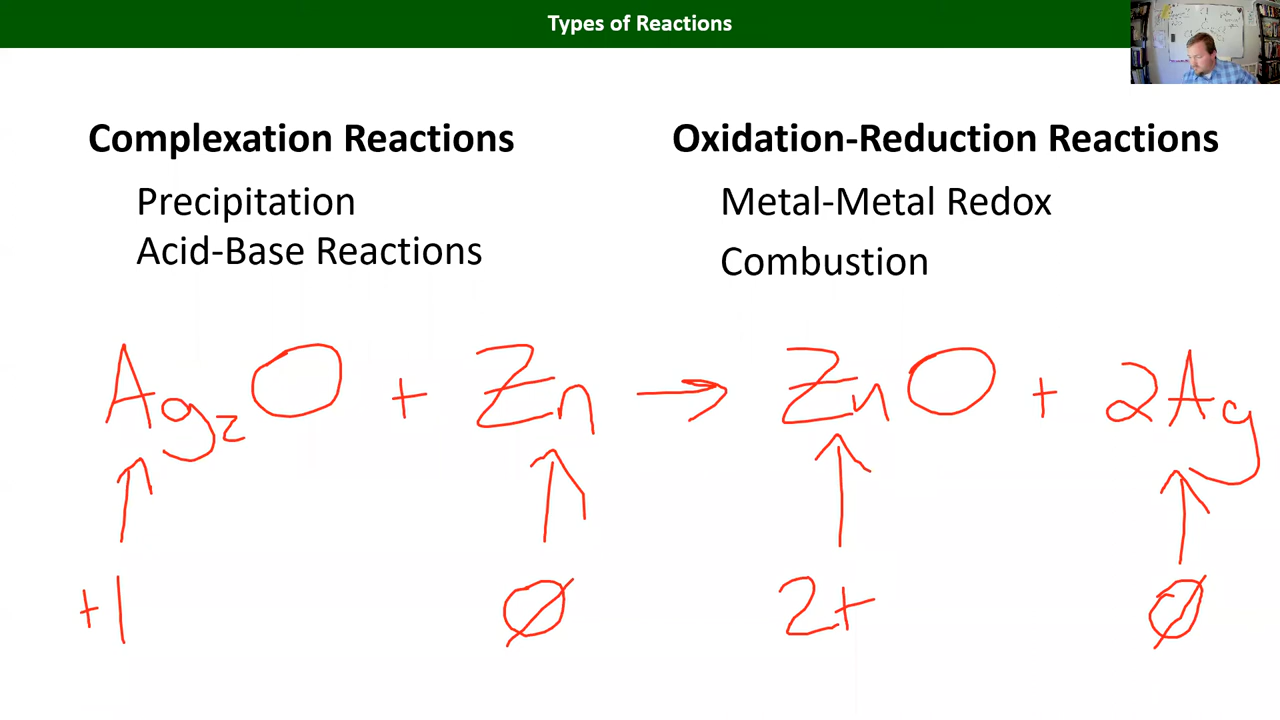 Types of Reactions
Complexation Reactions
Precipitation
Acid-Base Reactions
Oxidation-Reduction Reactions
Metal-Metal Redox
Combustion
Ag₂O + Zn → ZnO + 2Ag
+1 ∅ 2+ ∅